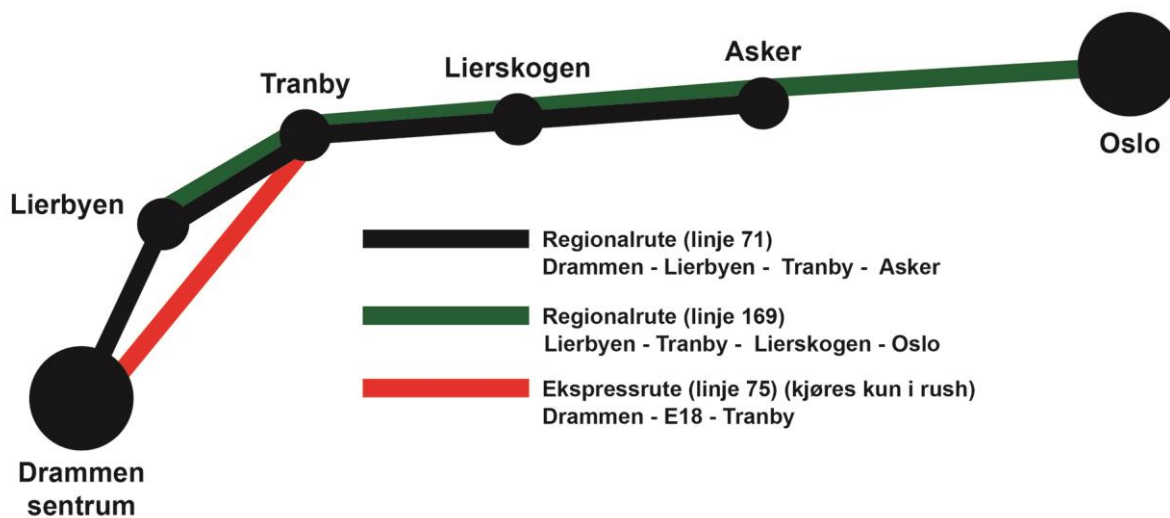 Asker
Lierskogen
Tranby
Oslo
Lierbyen
Regionalrute (linje 71)
Drammen - Lierbyen - Tranby - Asker
Regionalrute (linje 169)
Lierbyen - Tranby - Lierskogen - Oslo
Ekspressrute (linje 75) (kjøres kun i rush)
Drammen - E18 - Tranby
Drammen
sentrum